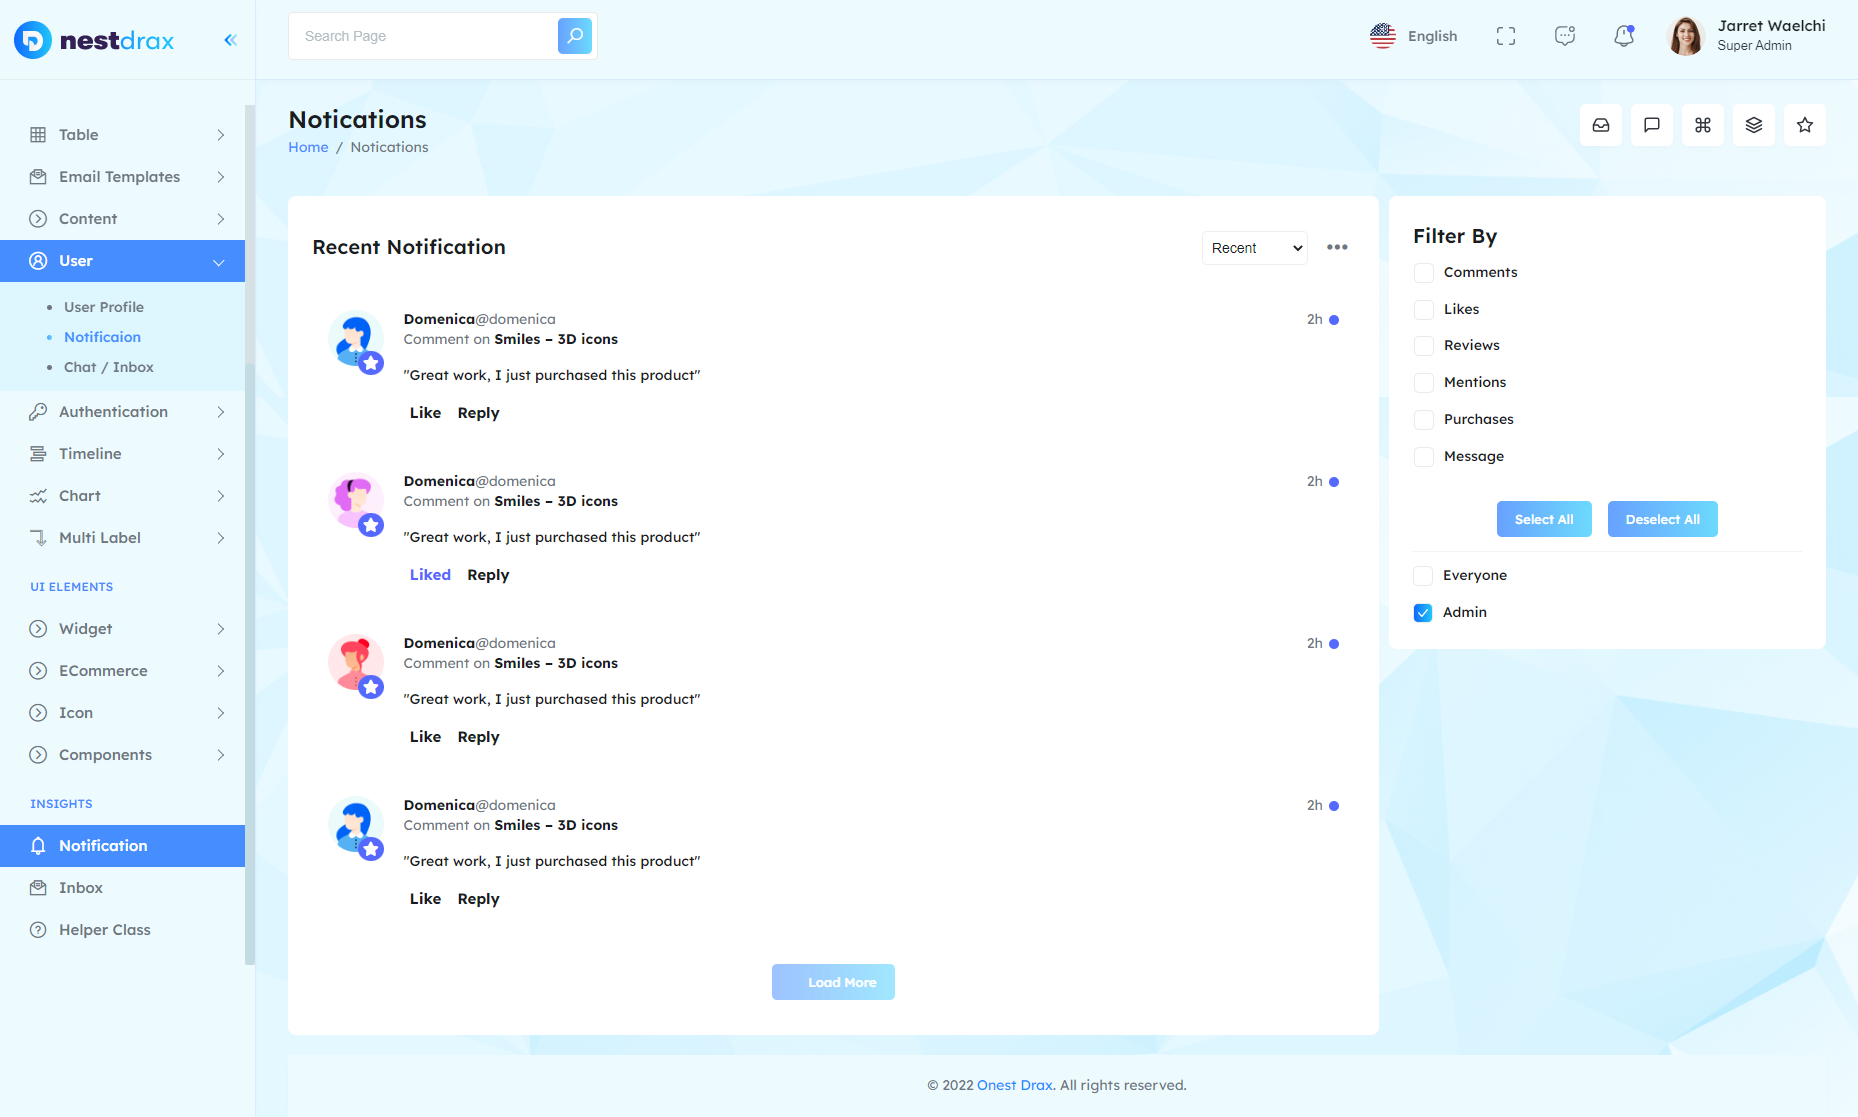 nestdrax
Search Page
English
Jarret Waelchi
Super Admin
Table
Email Templates
Content
User
User Profile
Notificaion
Chat / Inbox
Authentication
Timeline
Chart
Multi Label
UI ELEMENTS
Widget
ECommerce
Icon
Components
INSIGHTS
Notification
Inbox
Helper Class
Notications
Home / Notications
Recent Notification
Recent
Domenica@domenica
2h
Comment on Smiles – 3D icons
"Great work, I just purchased this product"
Like Reply
Domenica@domenica
2h
Comment on Smiles – 3D icons
"Great work, I just purchased this product"
Liked Reply
Domenica@domenica
2h
Comment on Smiles – 3D icons
"Great work, I just purchased this product"
Like Reply
Domenica@domenica
2h
Comment on Smiles – 3D icons
"Great work, I just purchased this product"
Like Reply
Load More
Filter By
Comments
Likes
Reviews
Mentions
Purchases
Message
Select All Deselect All
Everyone
Admin
© 2022 Onest Drax. All rights reserved.